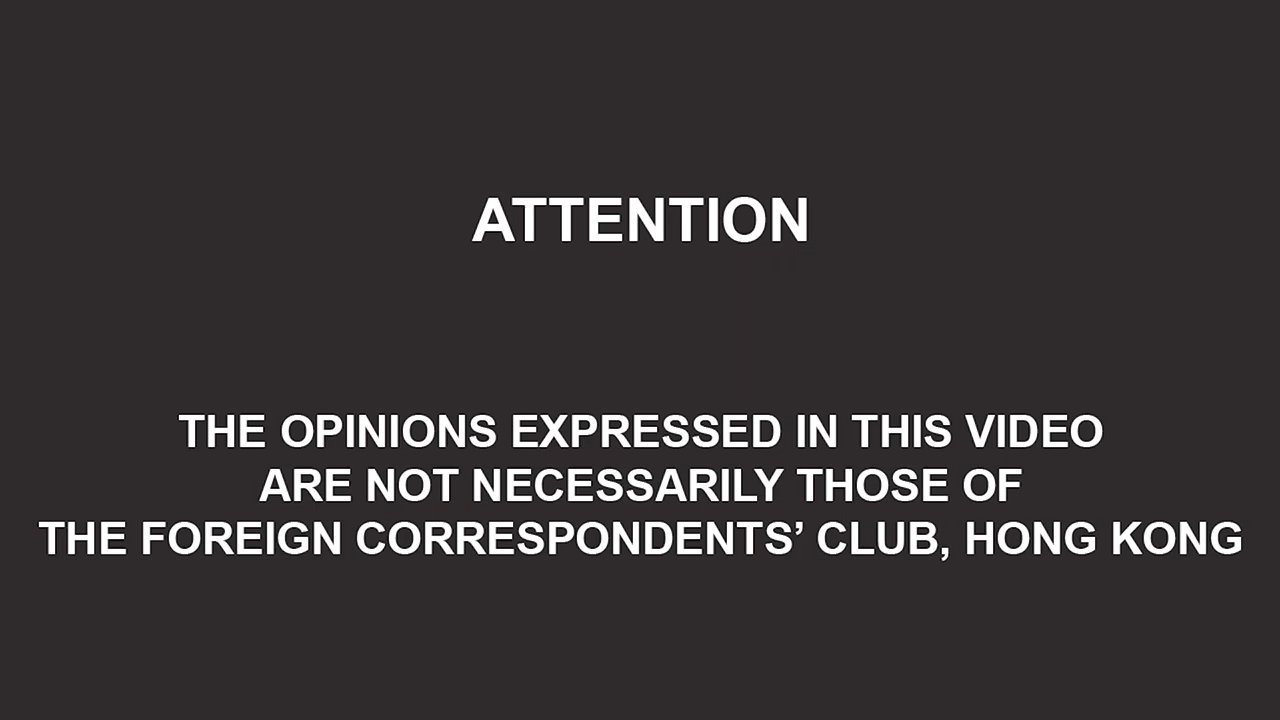 ATTENTION
THE OPINIONS EXPRESSED IN THIS VIDEO
ARE NOT NECESSARILY THOSE OF
THE FOREIGN CORRESPONDENTS’ CLUB, HONG KONG